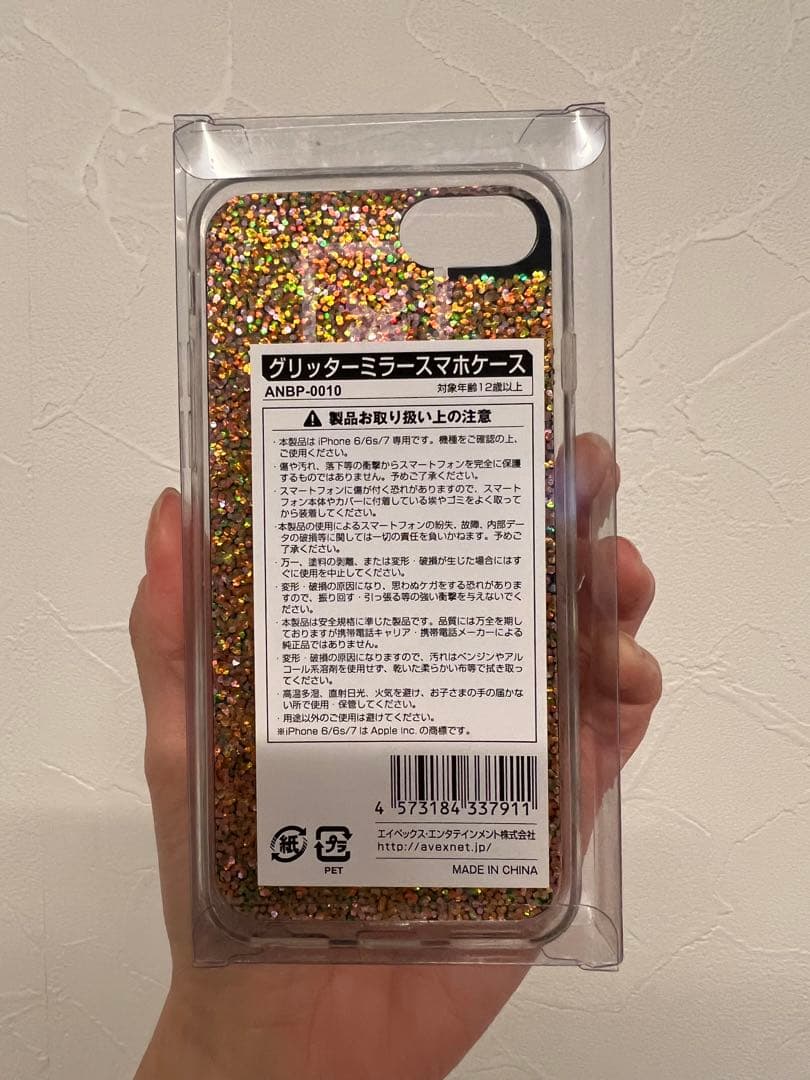 グリッターミラースマホケース
ANBP-0010 対象年齢12歳以上
⚠ 製品お取り扱い上の注意
・本製品は iPhone 6/6s/7 専用です。機種をご確認の上、
ご使用ください。
・傷や汚れ、落下等の衝撃からスマートフォンを完全に保護
するものではありません。予めご了承ください。
・スマートフォンに傷が付く恐れがありますので、スマート
フォン本体やカバーに付着している埃やゴミをよく取って
から装着してください。
・本製品の使用によるスマートフォンの紛失、故障、内部デー
タの破損等に関しては一切の責任を負いかねます。予めご
了承ください。
・万一、塗料の剥離、または変形・破損が生じた場合にはす
ぐに使用を中止してください。
・変形・破損の原因になり、思わぬケガをする恐れがありま
すので、振り回す・引っ張る等の強い衝撃を与えないでく
ださい。
・本製品は安全規格に準じた製品です。品質には万全を期し
ておりますが携帯電話キャリア・携帯電話メーカーによる
純正品ではありません。
・変形・破損の原因になりますので、汚れはベンジンやアル
コール系溶剤を使用せず、乾いた柔らかい布等で拭き取っ
てください。
・高温多湿、直射日光、火気を避け、お子さまの手の届かな
い所で使用・保管してください。
・用途以外のご使用は避けてください。
※iPhone 6/6s/7 は Apple Inc. の商標です。
4 573184 337911
紙 プラ
PET
エイベックス・エンタテインメント株式会社
http://avexnet.jp/
MADE IN CHINA